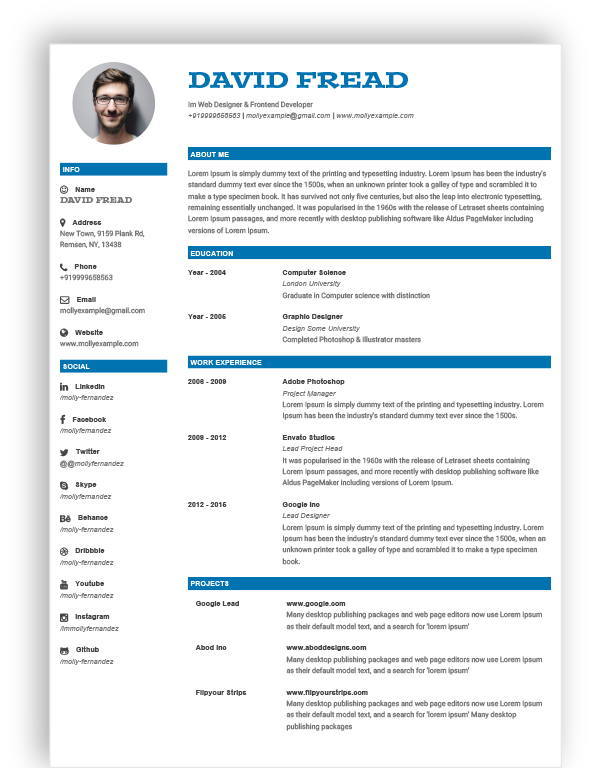 DAVID FREAD
Im Web Designer & Frontend Developer
+919999658563 | mollyexample@gmail.com | www.mollyexample.com
INFO
Name
DAVID FREAD
Address
New Town, 9159 Plank Rd,
Remsen, NY, 13438
Phone
+919999658563
Email
mollyexample@gmail.com
Website
www.mollyexample.com
SOCIAL
Linkedin
/molly-fernandez
Facebook
/mollyfernandez
Twitter
@@mollyfernandez
Skype
/mollyfernandez
Behance
/molly-fernandez
Dribbble
/molly-fernandez
Youtube
/molly-fernandez
Instagram
/immollyfernandez
Github
/molly-fernandez
ABOUT ME
Lorem Ipsum is simply dummy text of the printing and typesetting industry. Lorem Ipsum has been the industry's
standard dummy text ever since the 1500s, when an unknown printer took a galley of type and scrambled it to
make a type specimen book. It has survived not only five centuries, but also the leap into electronic typesetting,
remaining essentially unchanged. It was popularised in the 1960s with the release of Letraset sheets containing
Lorem Ipsum passages, and more recently with desktop publishing software like Aldus PageMaker including
versions of Lorem Ipsum.
EDUCATION
Year - 2004
Computer Science
London University
Graduate in Computer science with distinction
Year - 2005
Graphic Designer
Design Some University
Completed Photoshop & Illustrator masters
WORK EXPERIENCE
2008 - 2009
Adobe Photoshop
Project Manager
Lorem Ipsum is simply dummy text of the printing and typesetting industry. Lorem
Ipsum has been the industry's standard dummy text ever since the 1500s.
2009 - 2012
Envato Studios
Lead Project Head
It was popularised in the 1960s with the release of Letraset sheets containing
Lorem Ipsum passages, and more recently with desktop publishing software like
Aldus PageMaker including versions of Lorem Ipsum.
2012 - 2015
Google Inc
Lead Designer
Lorem Ipsum is simply dummy text of the printing and typesetting industry. Lorem
Ipsum has been the industry's standard dummy text ever since the 1500s, when an
unknown printer took a galley of type and scrambled it to make a type specimen
book.
PROJECTS
Google Lead
www.google.com
Many desktop publishing packages and web page editors now use Lorem Ipsum
as their default model text, and a search for 'lorem ipsum'
Abod Inc
www.aboddesigns.com
Many desktop publishing packages and web page editors now use Lorem Ipsum
as their default model text, and a search for 'lorem ipsum'
Flipyour Strips
www.flipyourstrips.com
Many desktop publishing packages and web page editors now use Lorem Ipsum
as their default model text, and a search for 'lorem ipsum' Many desktop
publishing packages